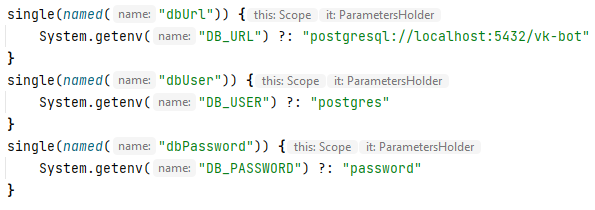 single(named( name: "dbUrl")) { this: Scope it: ParametersHolder
System.getenv( name: "DB_URL") ?: "postgresql://localhost:5432/vk-bot"
}
single(named( name: "dbUser")) { this: Scope it: ParametersHolder
System.getenv( name: "DB_USER") ?: "postgres"
}
single(named( name: "dbPassword")) { this: Scope it: ParametersHolder
System.getenv( name: "DB_PASSWORD") ?: "password"
}